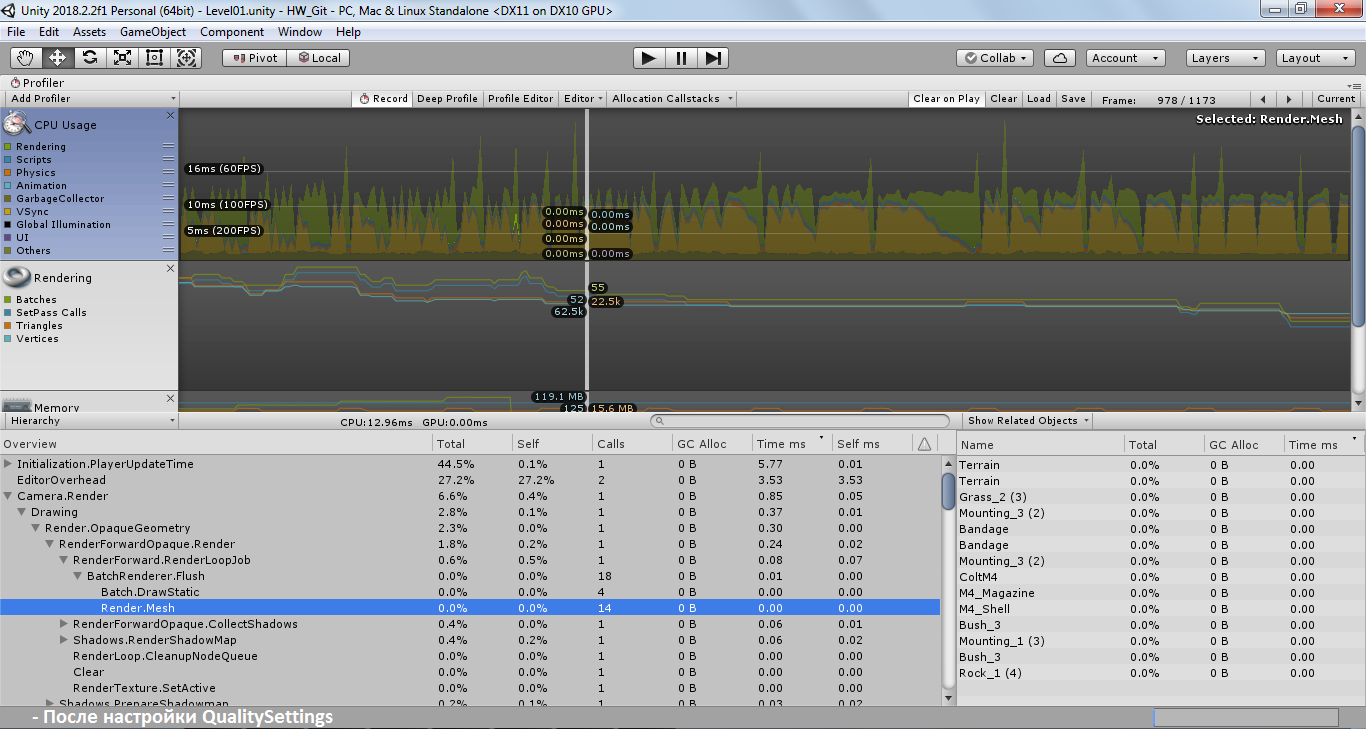 Unity 2018.2.2f1 Personal (64bit) - Level01.unity - HW_Git - PC, Mac & Linux Standalone <DX11 on DX10 GPU>
File Edit Assets GameObject Component Window Help
Pivot Local Collab Account Layers Layout
Profiler
Add Profiler Record Deep Profile Profile Editor Editor Allocation Callstacks Clear on Play Clear Load Save Frame: 978 / 1173 Current
CPU Usage
Selected: Render.Mesh
Rendering
Scripts
Physics
Animation
GarbageCollector
VSync
Global Illumination
UI
Others
16ms (60FPS)
10ms (100FPS)
5ms (200FPS)
0.00ms 0.00ms
0.00ms 0.00ms
0.00ms
0.00ms 0.00ms
Rendering
Batches
SetPass Calls
Triangles
Vertices
55
52 22.5k
62.5k
Memory
119.1 MB
125 15.6 MB
Hierarchy CPU:12.96ms GPU:0.00ms Show Related Objects
Overview Total Self Calls GC Alloc Time ms Self ms
Initialization.PlayerUpdateTime 44.5% 0.1% 1 0 B 5.77 0.01
EditorOverhead 27.2% 27.2% 2 0 B 3.53 3.53
Camera.Render 6.6% 0.4% 1 0 B 0.85 0.05
Drawing 2.8% 0.1% 1 0 B 0.37 0.01
Render.OpaqueGeometry 2.3% 0.0% 1 0 B 0.30 0.00
RenderForwardOpaque.Render 1.8% 0.2% 1 0 B 0.24 0.02
RenderForward.RenderLoopJob 0.6% 0.5% 1 0 B 0.08 0.07
BatchRenderer.Flush 0.0% 0.0% 18 0 B 0.01 0.00
Batch.DrawStatic 0.0% 0.0% 4 0 B 0.00 0.00
Render.Mesh 0.0% 0.0% 14 0 B 0.00 0.00
RenderForwardOpaque.CollectShadows 0.4% 0.0% 1 0 B 0.06 0.01
Shadows.RenderShadowMap 0.4% 0.2% 1 0 B 0.06 0.02
RenderLoop.CleanupNodeQueue 0.0% 0.0% 1 0 B 0.00 0.00
Clear 0.0% 0.0% 1 0 B 0.00 0.00
RenderTexture.SetActive 0.0% 0.0% 1 0 B 0.00 0.00
Shadows.PrepareShadowmap 0.2% 0.1% 1 0 B 0.03 0.02
Name Total GC Alloc Time ms
Terrain 0.0% 0 B 0.00
Terrain 0.0% 0 B 0.00
Grass_2 (3) 0.0% 0 B 0.00
Mounting_3 (2) 0.0% 0 B 0.00
Bandage 0.0% 0 B 0.00
Bandage 0.0% 0 B 0.00
Mounting_3 (2) 0.0% 0 B 0.00
ColtM4 0.0% 0 B 0.00
M4_Magazine 0.0% 0 B 0.00
M4_Shell 0.0% 0 B 0.00
Bush_3 0.0% 0 B 0.00
Mounting_1 (3) 0.0% 0 B 0.00
Bush_3 0.0% 0 B 0.00
Rock_1 (4) 0.0% 0 B 0.00
- После настройки QualitySettings